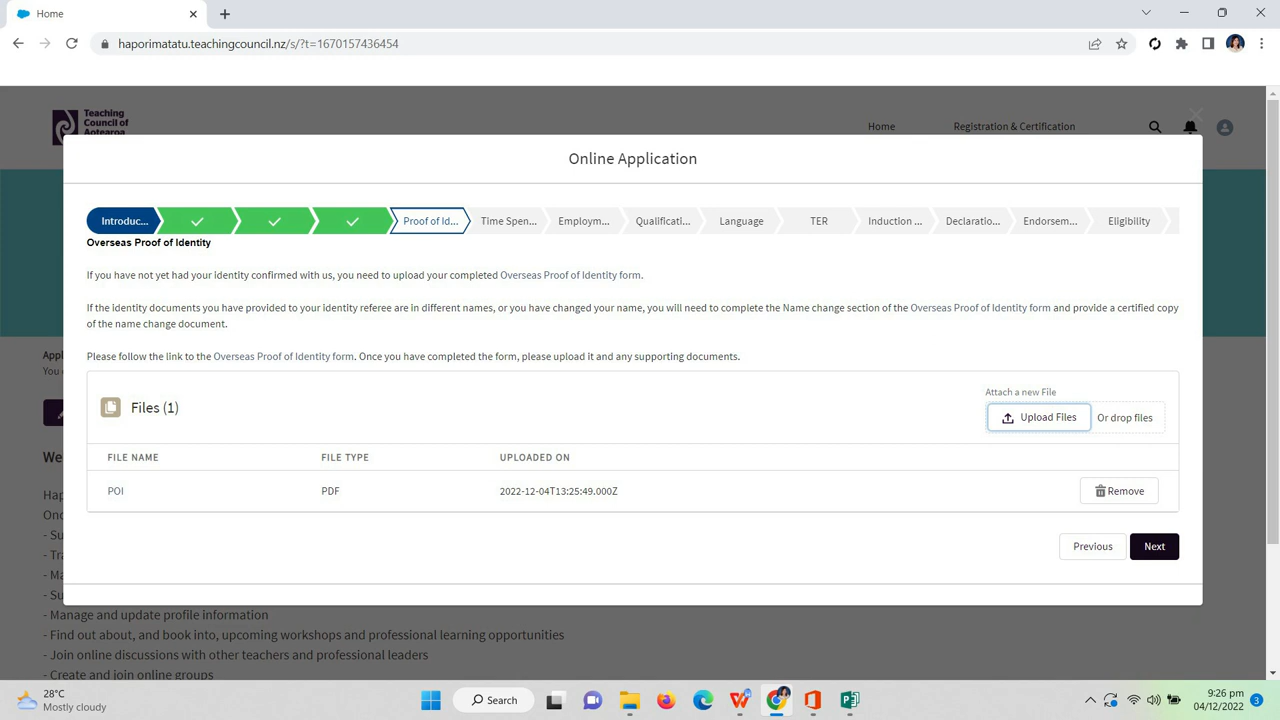 Home
haporimatatu.teachingcouncil.nz/s/?t=1670157436454
Teaching
Council of
Aotearoa
Home
Registration & Certification
Online Application
Introduc...
Proof of Id...
Time Spen...
Employm...
Qualificati...
Language
TER
Induction ...
Declaratio...
Endorsem...
Eligibility
Overseas Proof of Identity
If you have not yet had your identity confirmed with us, you need to upload your completed Overseas Proof of Identity form.
If the identity documents you have provided to your identity referee are in different names, or you have changed your name, you will need to complete the Name change section of the Overseas Proof of Identity form and provide a certified copy
of the name change document.
Please follow the link to the Overseas Proof of Identity form. Once you have completed the form, please upload it and any supporting documents.
Appl
You
Files (1)
Attach a new File
Upload Files
Or drop files
FILE NAME
FILE TYPE
UPLOADED ON
POI
PDF
2022-12-04T13:25:49.000Z
Remove
Previous
Next
We
Hap
Onc
- Su
- Tra
- Ma
- Su
- Manage and update profile information
- Find out about, and book into, upcoming workshops and professional learning opportunities
- Join online discussions with other teachers and professional leaders
- Create and join online groups
28°C
Mostly cloudy
Search
9:26 pm
04/12/2022
3